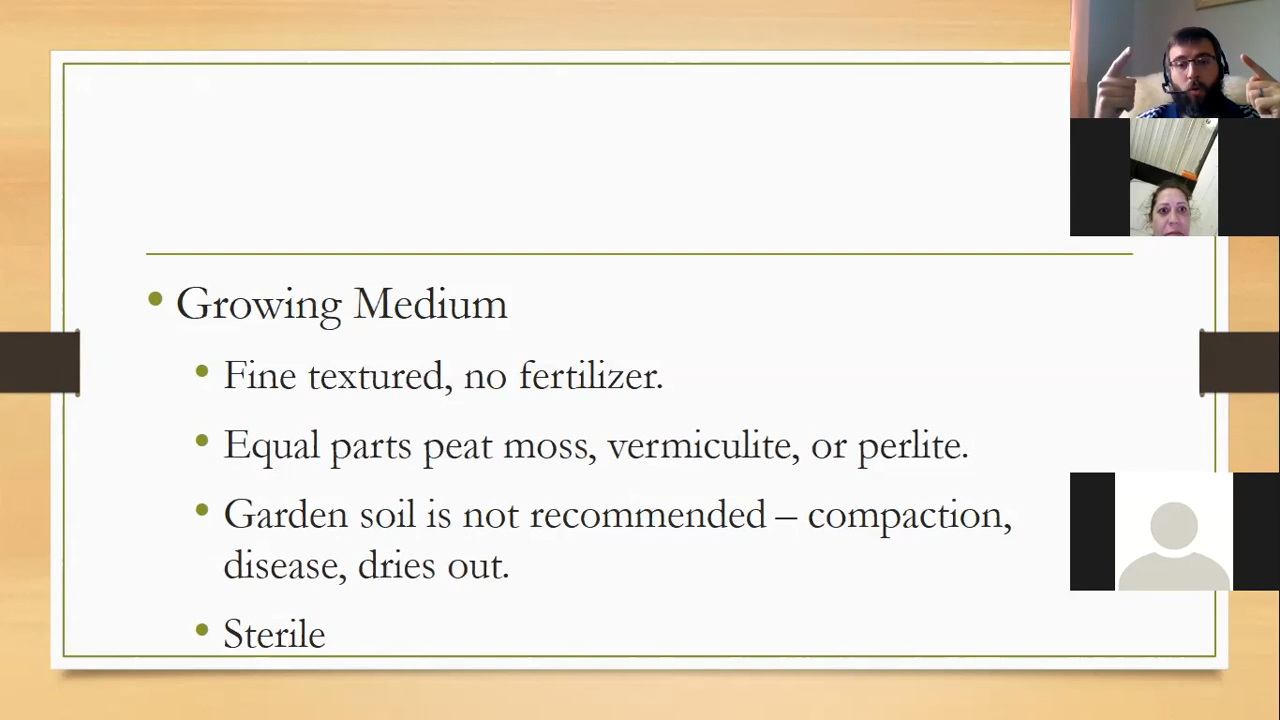 Growing Medium
Fine textured, no fertilizer.
Equal parts peat moss, vermiculite, or perlite.
Garden soil is not recommended – compaction,
disease, dries out.
Sterile